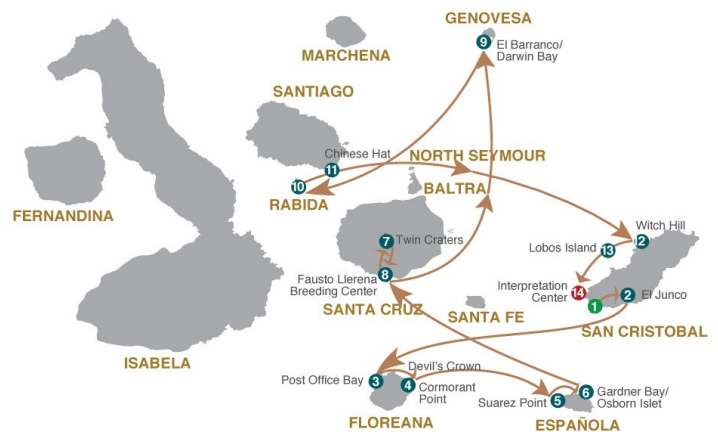 GENOVESA
9
El Barranco/
Darwin Bay
MARCHENA
SANTIAGO
Chinese Hat
11
10
RABIDA
NORTH SEYMOUR
BALTRA
FERNANDINA
Witch Hill
2
13
Lobos Island
7
Twin Craters
8
Fausto Llerena
Breeding Center
SANTA CRUZ
Interpretation
Center
14
1
2
El Junco
SANTA FE
SAN CRISTOBAL
ISABELA
Devil's Crown
Post Office Bay
3
4
Cormorant
Point
FLOREANA
Suarez Point
5
6
Gardner Bay/
Osborn Islet
ESPAÑOLA